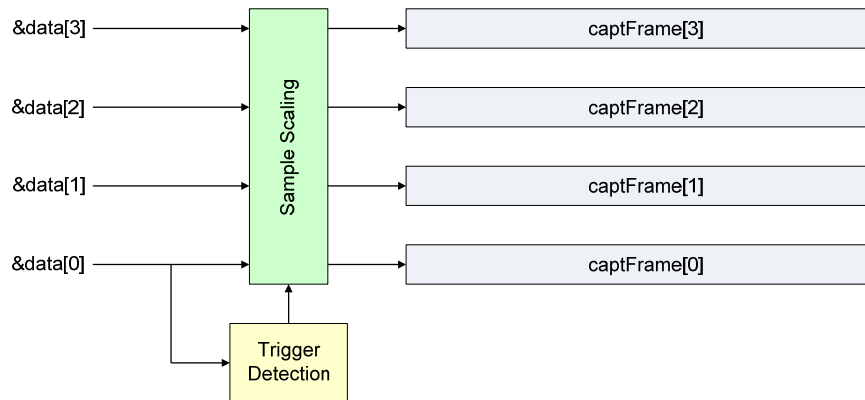 &data[3]
captFrame[3]
&data[2]
captFrame[2]
Sample Scaling
&data[1]
captFrame[1]
&data[0]
captFrame[0]
Trigger
Detection